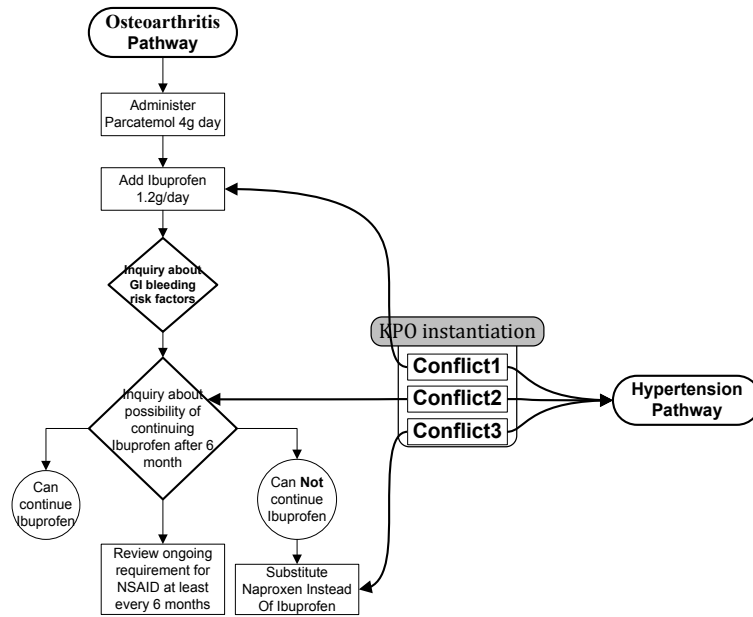 Osteoarthritis
Pathway
Administer
Parcatemol 4g day
Add Ibuprofen
1.2g/day
Inquiry about
GI bleeding
risk factors
KPO instantiation
Conflict1
Conflict2
Conflict3
Hypertension
Pathway
Inquiry about
possibility of
continuing
Ibuprofen after 6
month
Can
continue
Ibuprofen
Can Not
continue
Ibuprofen
Review ongoing
requirement for
NSAID at least
every 6 months
Substitute
Naproxen Instead
Of Ibuprofen